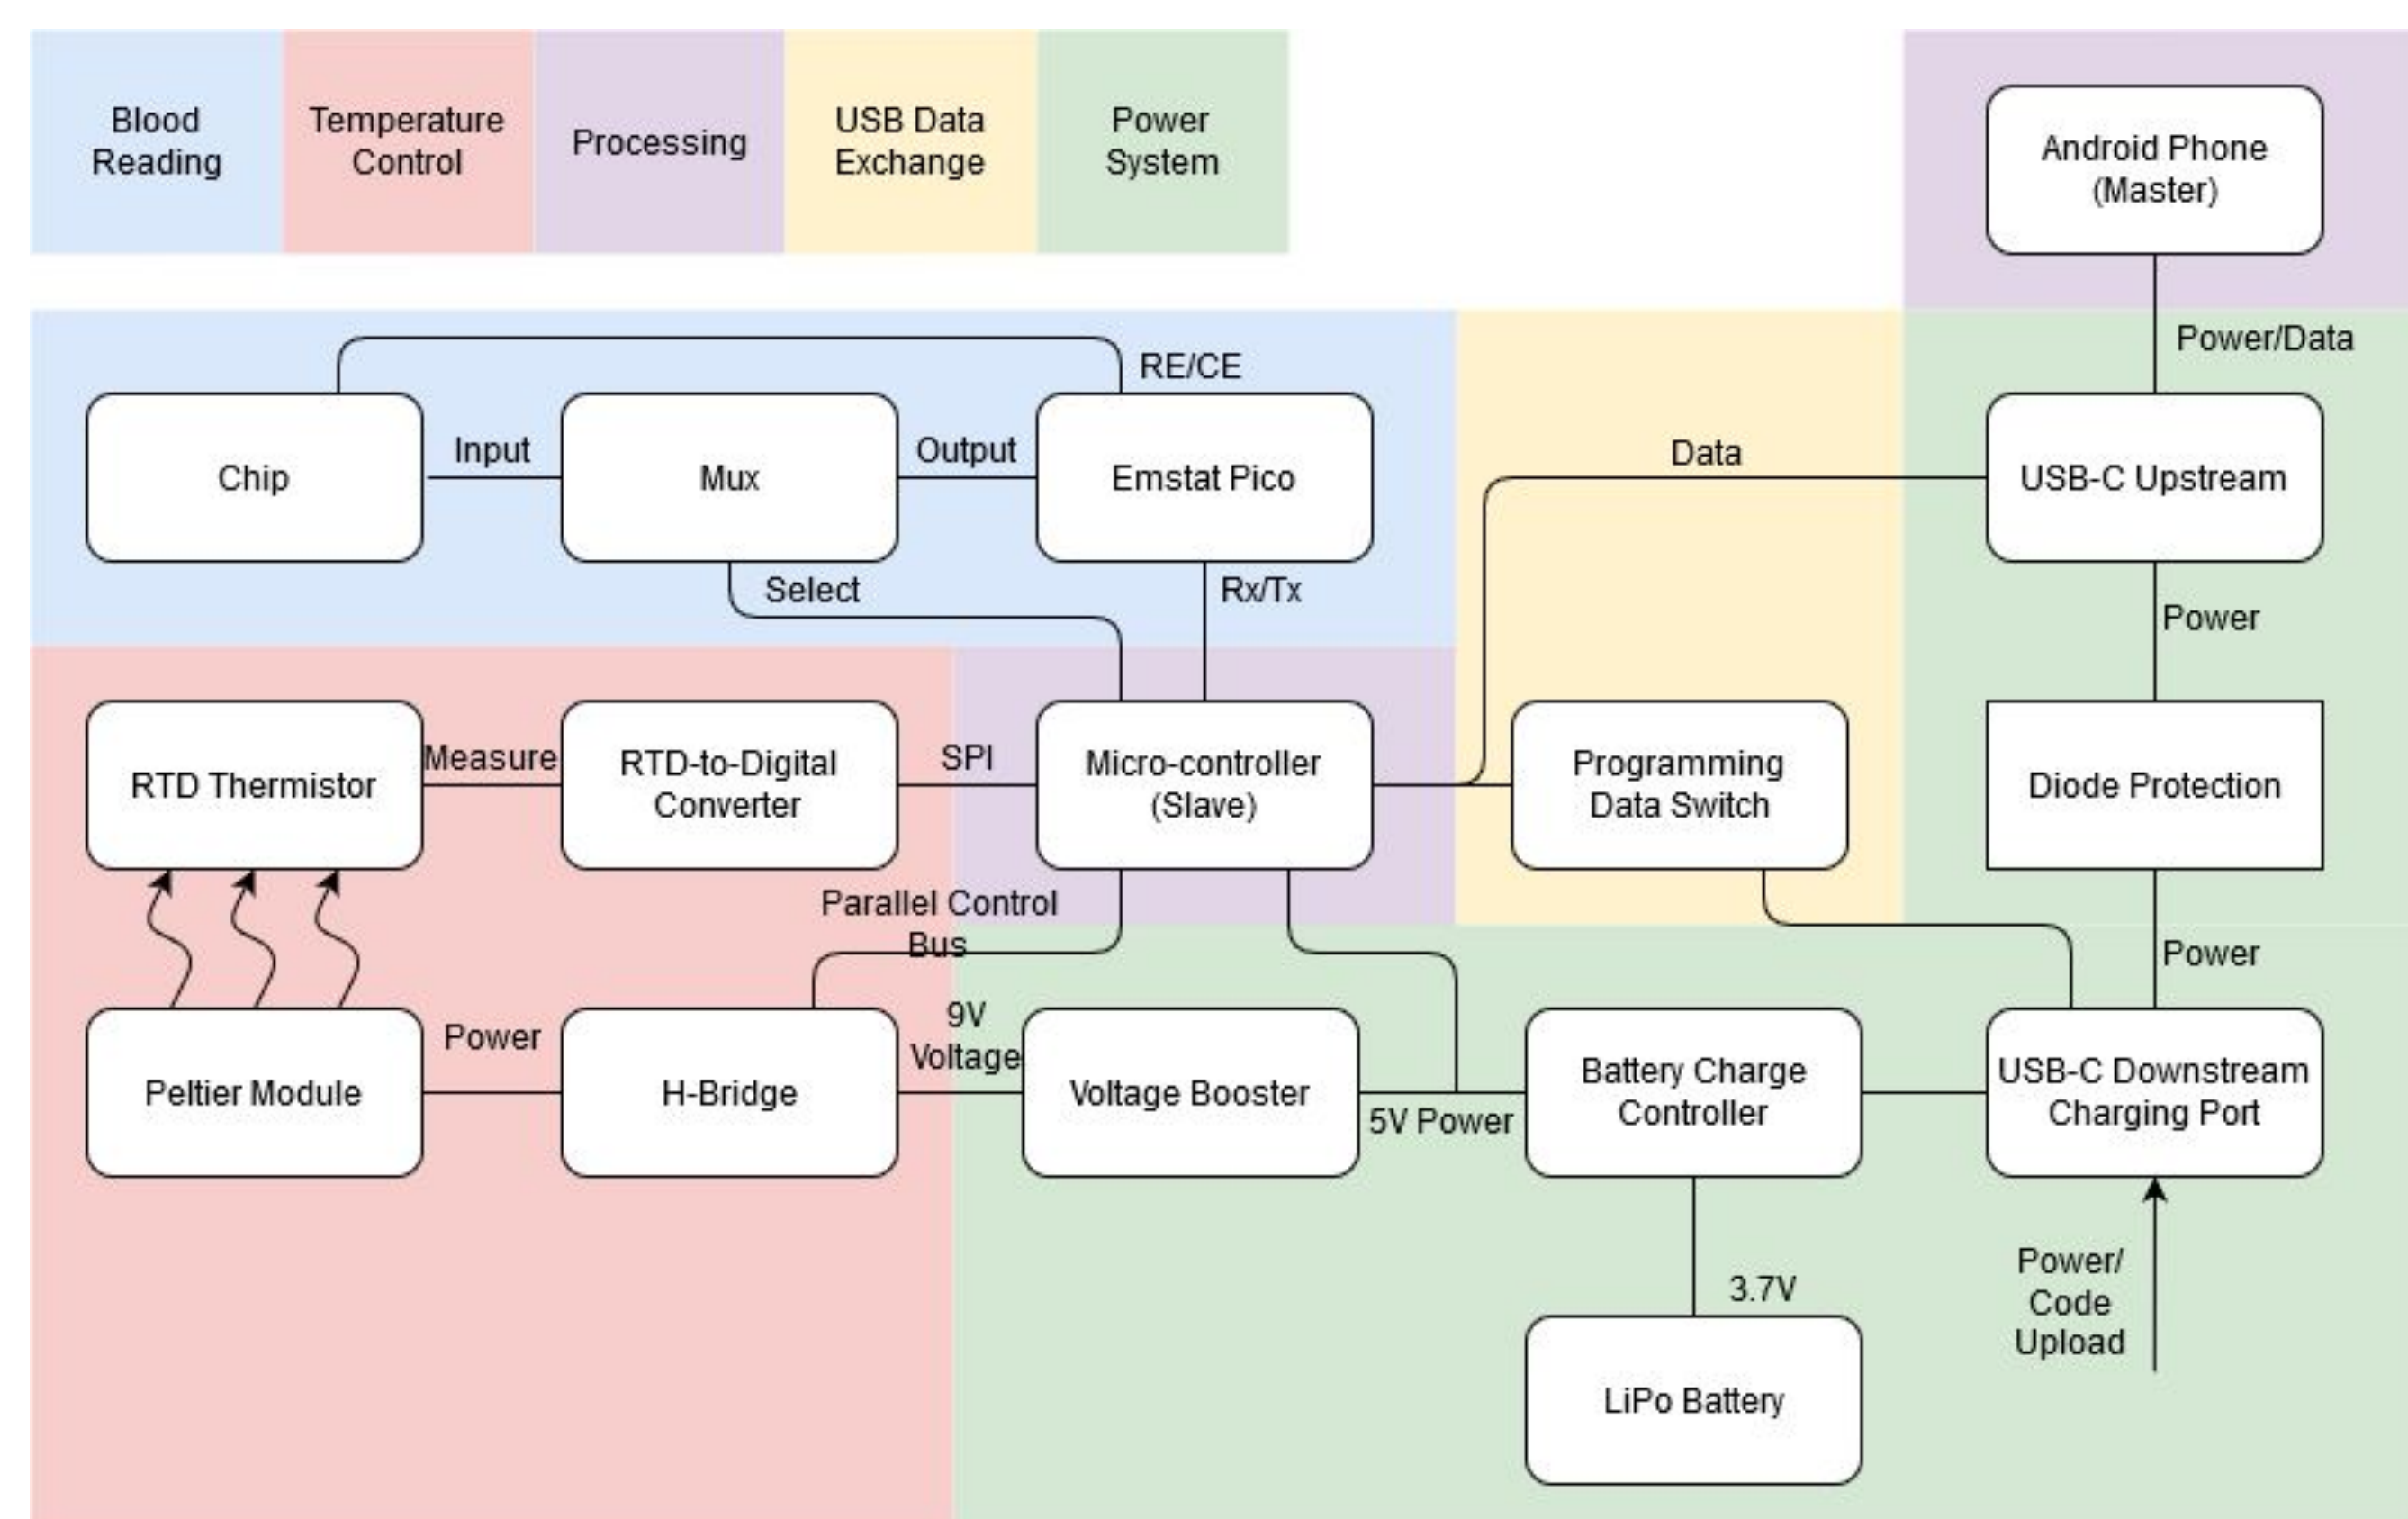 Blood
Reading
Temperature
Control
Processing
USB Data
Exchange
Power
System
Android Phone
(Master)
Power/Data
RE/CE
Chip
Input
Mux
Output
Emstat Pico
Data
USB-C Upstream
Select
Rx/Tx
Power
RTD Thermistor
Measure
RTD-to-Digital
Converter
SPI
Micro-controller
(Slave)
Programming
Data Switch
Diode Protection
Parallel Control
Bus
Power
Peltier Module
Power
H-Bridge
9V
Voltage
Voltage Booster
5V Power
Battery Charge
Controller
USB-C Downstream
Charging Port
3.7V
LiPo Battery
Power/
Code
Upload